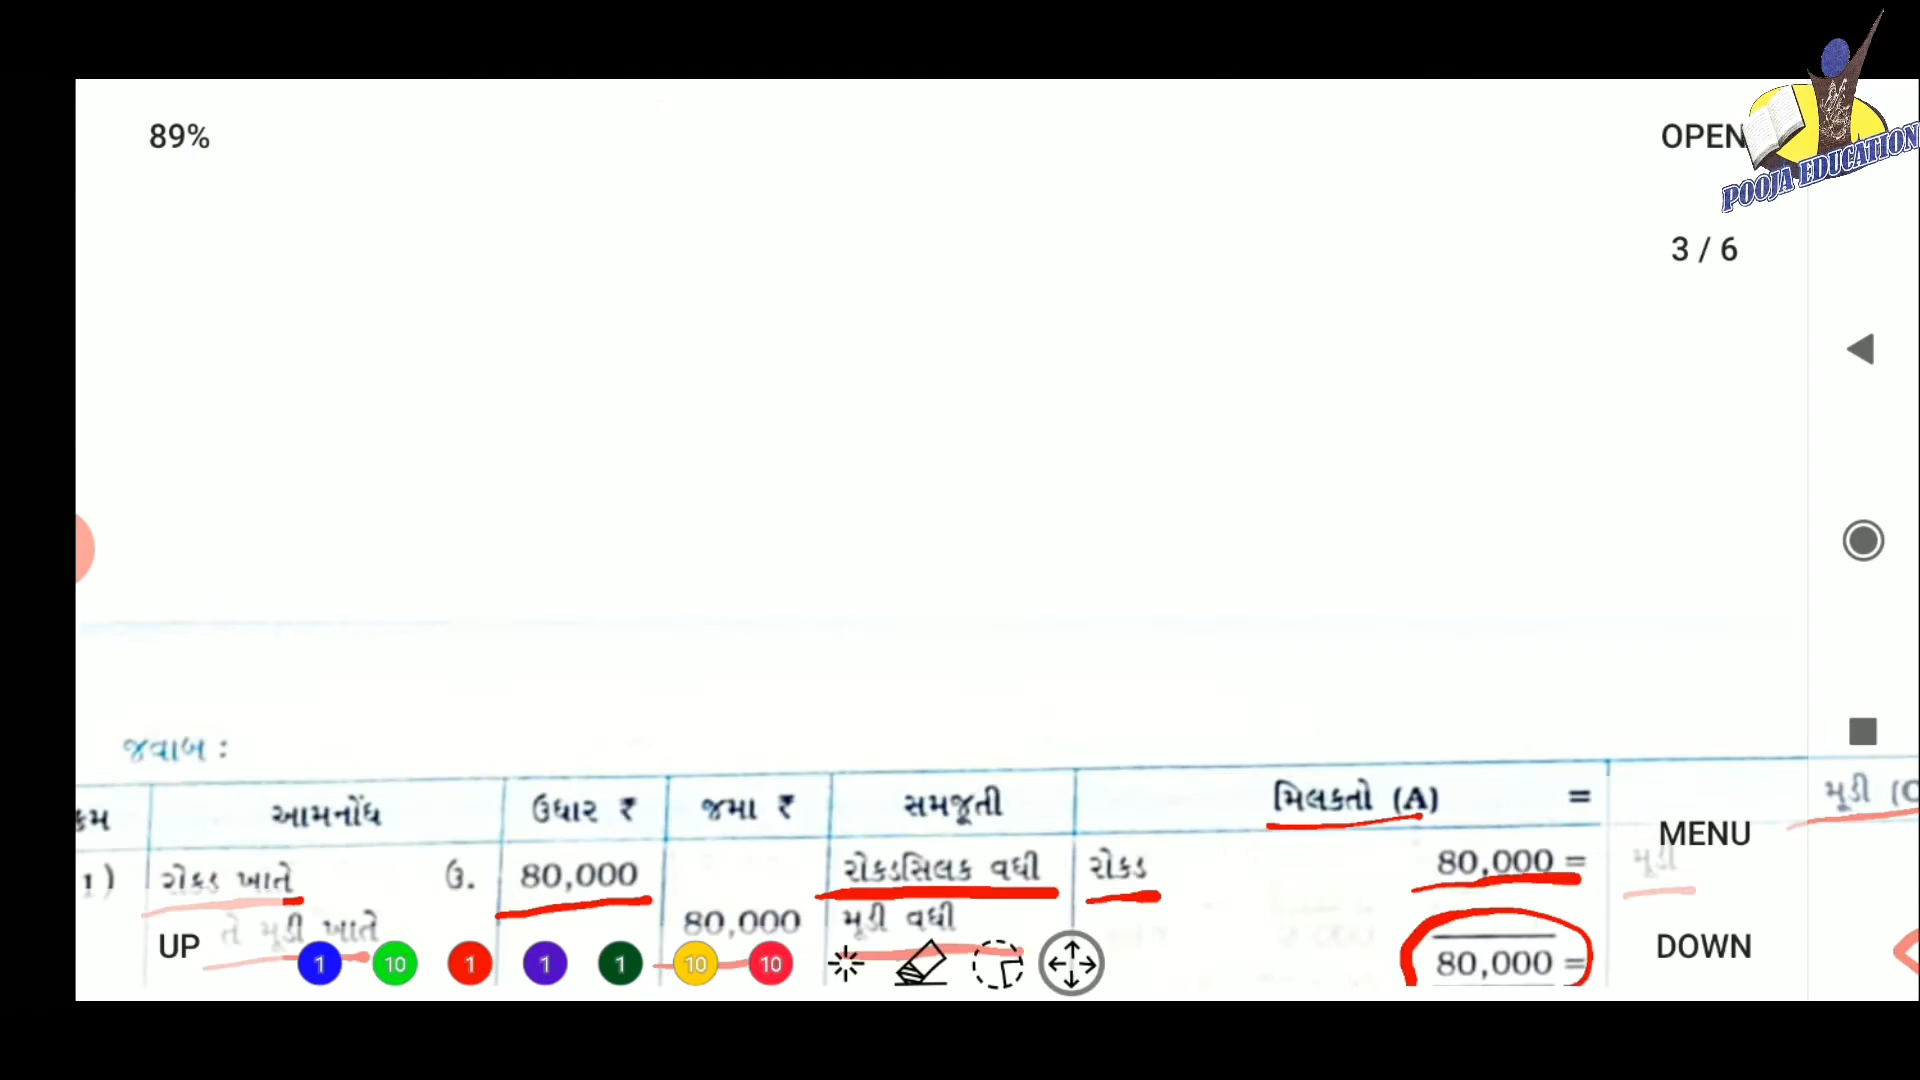 89%
OPEN
POOJA EDUCATION
3 / 6
જવાબ :
ક્રમ આમનોંધ ઉધાર ₹ જમા ₹ સમજૂતી મિલકતો (A) = મૂડી (C
1) રોકડ ખાતે ઉ. 80,000 રોકડસિલક વધી રોકડ 80,000 = મૂડી
MENU
તે મૂડી ખાતે 80,000 મૂડી વધી
80,000 =
UP
1 10 1 1 1 10 10
DOWN